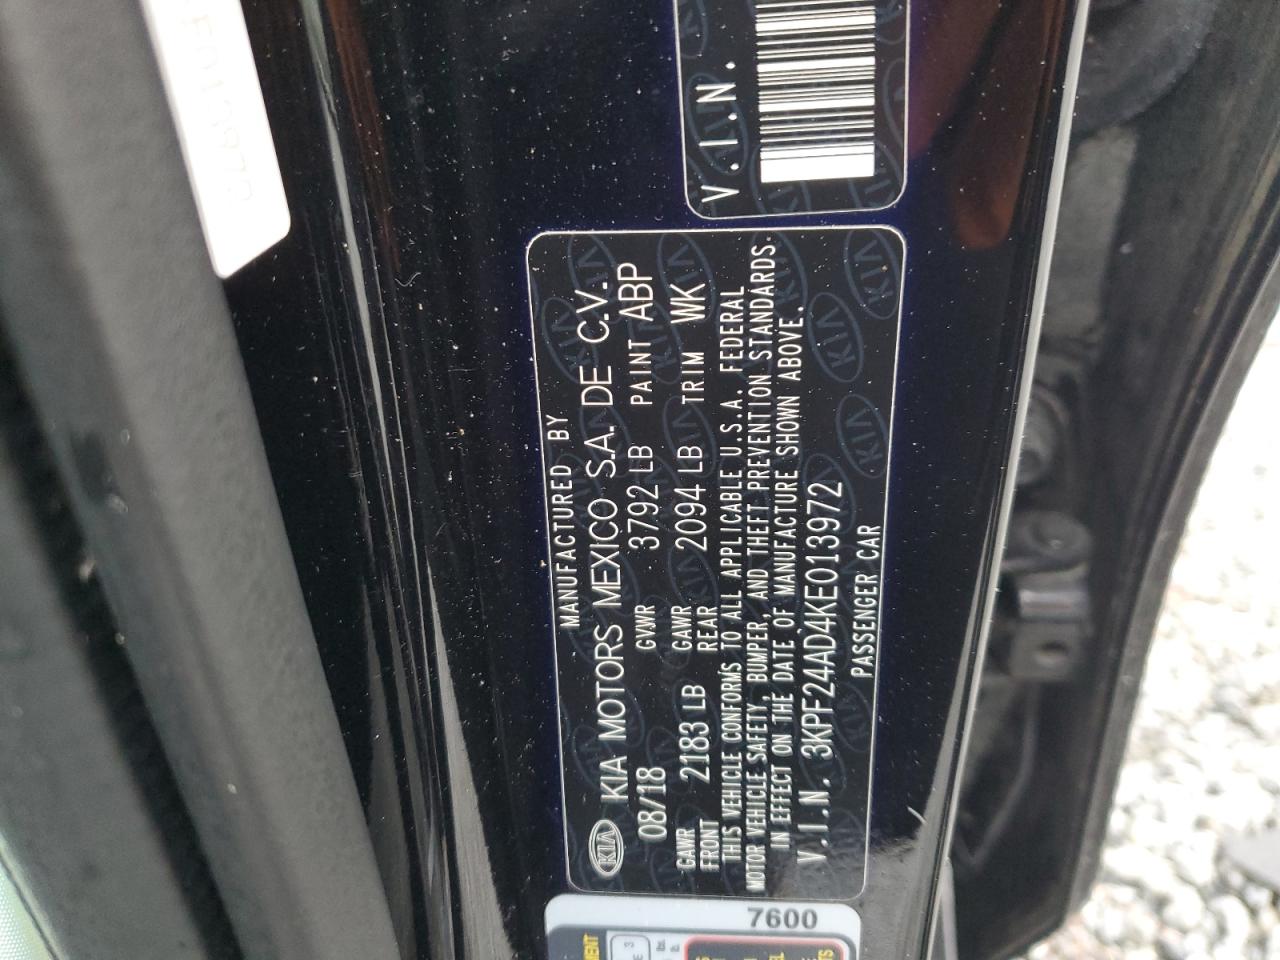 E013972
V.I.N.
MANUFACTURED BY
KIA KIA MOTORS MEXICO S.A. DE C.V.
08/18 GVWR 3792 LB PAINT ABP
GAWR FRONT 2183 LB GAWR REAR 2094 LB TRIM WK
THIS VEHICLE CONFORMS TO ALL APPLICABLE U.S.A. FEDERAL
MOTOR VEHICLE SAFETY, BUMPER, AND THEFT PREVENTION STANDARDS.
IN EFFECT ON THE DATE OF MANUFACTURE SHOWN ABOVE.
V.I.N. 3KPF24AD4KE013972
PASSENGER CAR
7600